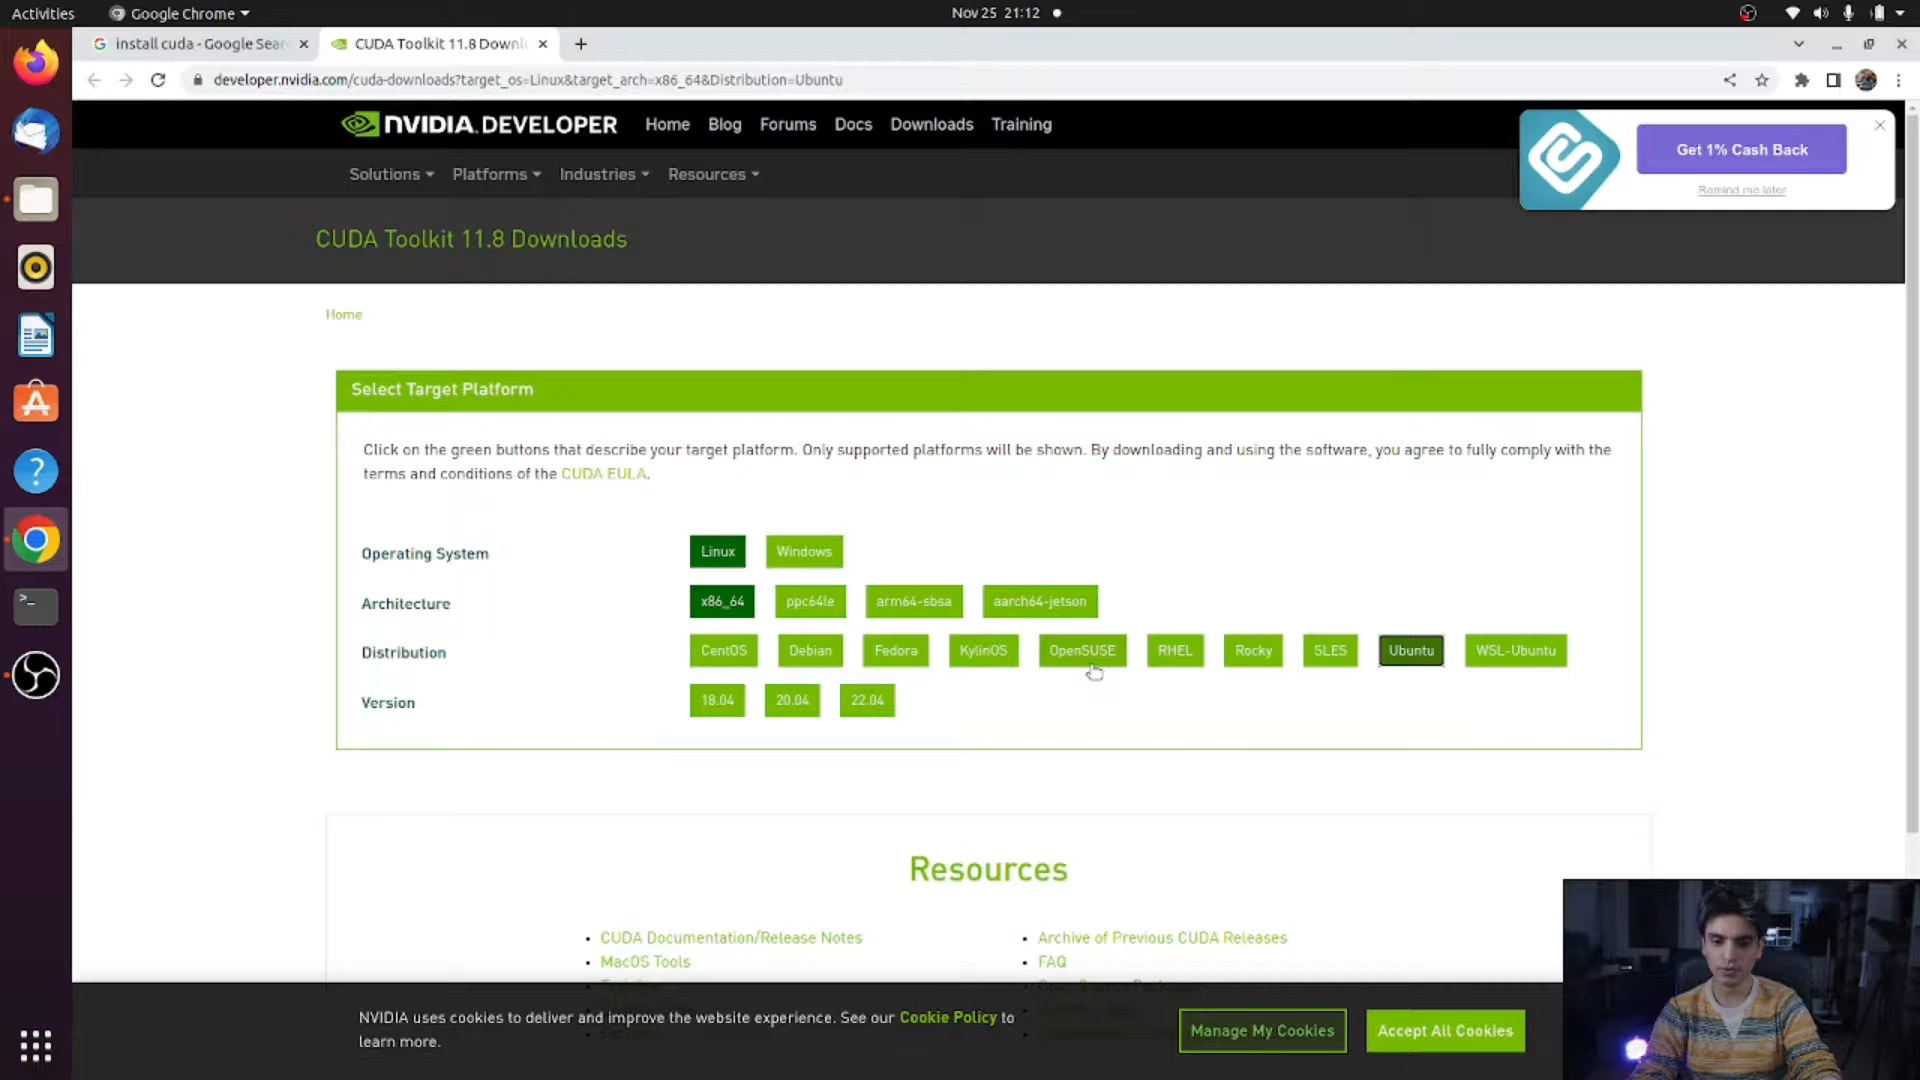 Activities
Google Chrome
Nov 25 21:12
install cuda - Google Sear
CUDA Toolkit 11.8 Downl
developer.nvidia.com/cuda-downloads?target_os=Linux&target_arch=x86_64&Distribution=Ubuntu
NVIDIA.DEVELOPER
Home Blog Forums Docs Downloads Training
Get 1% Cash Back
Remind me later
Solutions Platforms Industries Resources
CUDA Toolkit 11.8 Downloads
Home
Select Target Platform
Click on the green buttons that describe your target platform. Only supported platforms will be shown. By downloading and using the software, you agree to fully comply with the
terms and conditions of the CUDA EULA.
Operating System Linux Windows
Architecture x86_64 ppc64le arm64-sbsa aarch64-jetson
Distribution CentOS Debian Fedora KylinOS OpenSUSE RHEL Rocky SLES Ubuntu WSL-Ubuntu
Version 18.04 20.04 22.04
Resources
• CUDA Documentation/Release Notes
• MacOS Tools
• Archive of Previous CUDA Releases
• FAQ
NVIDIA uses cookies to deliver and improve the website experience. See our Cookie Policy to
learn more.
Manage My Cookies
Accept All Cookies